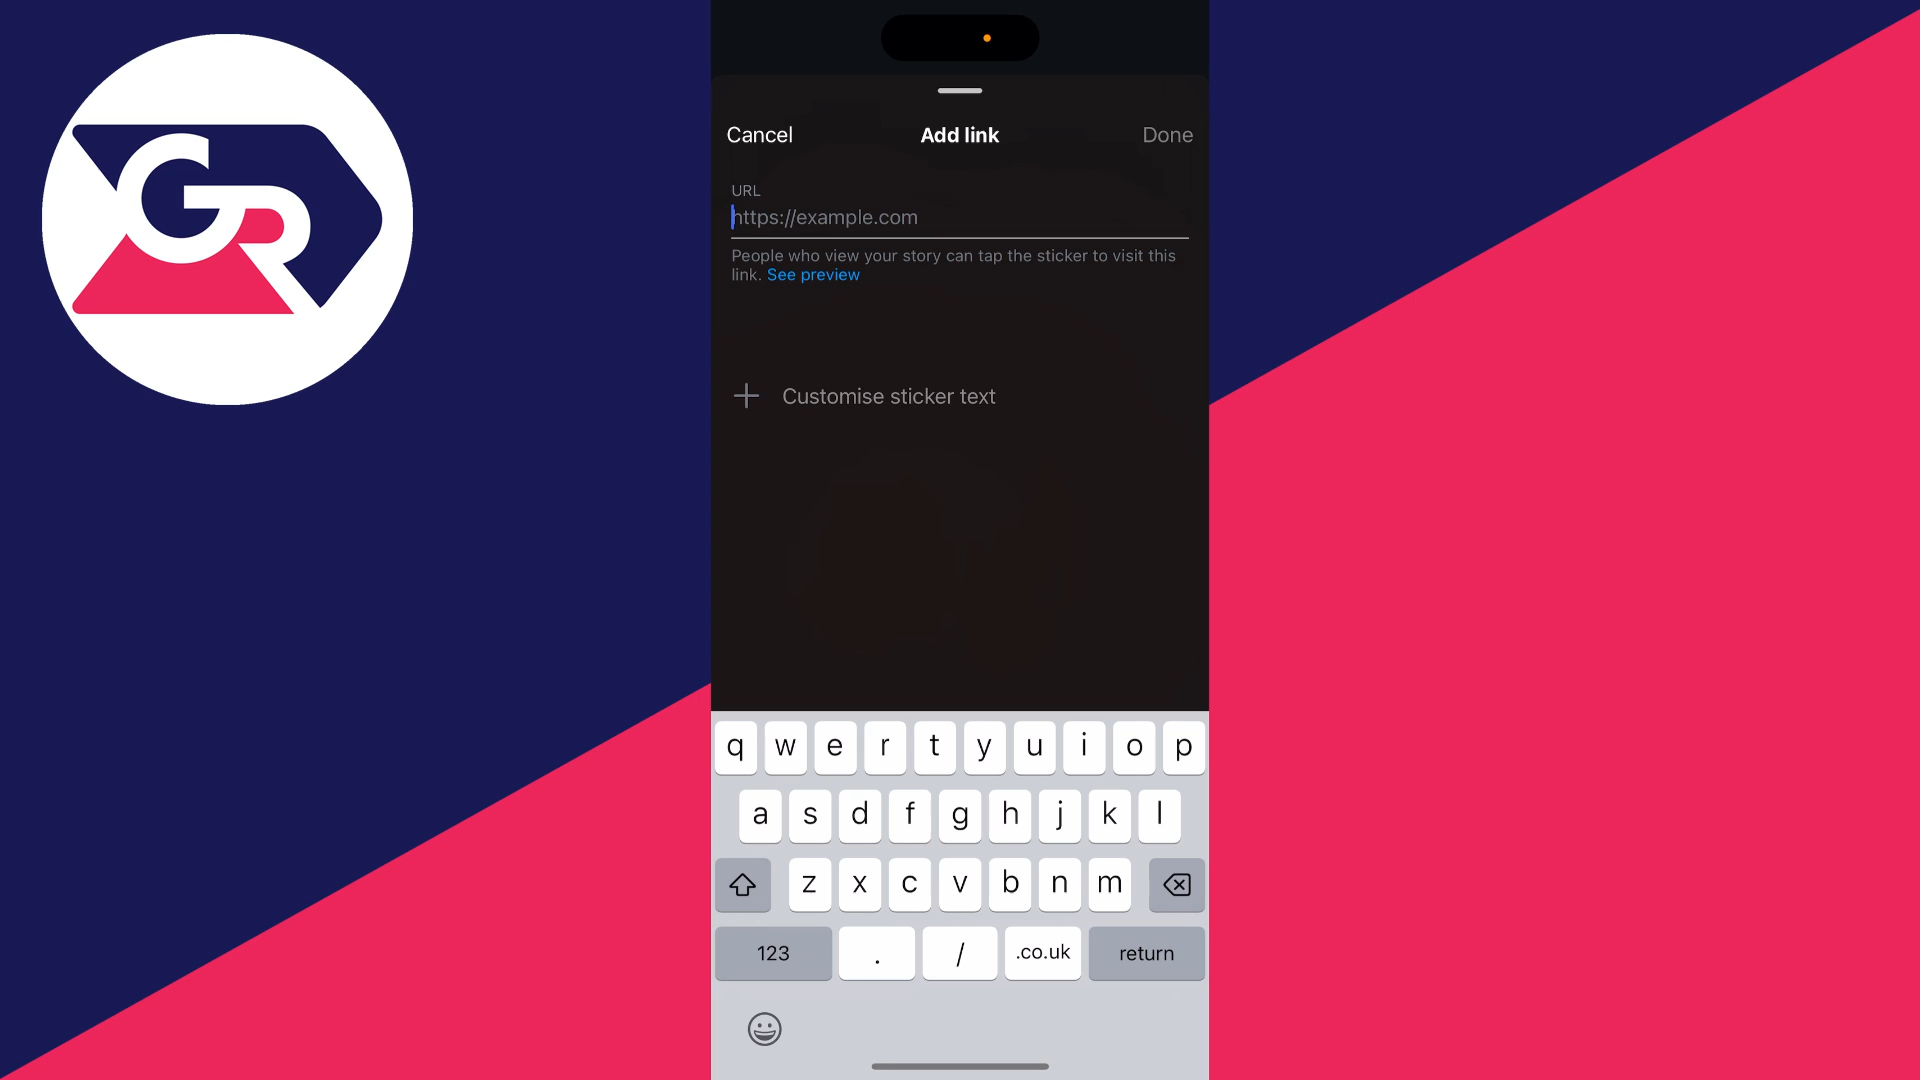 GR
Cancel
Add link
Done
URL
https://example.com
People who view your story can tap the sticker to visit this
link. See preview
Customise sticker text
q w e r t y u i o p
a s d f g h j k l
z x c v b n m
123 . / .co.uk return